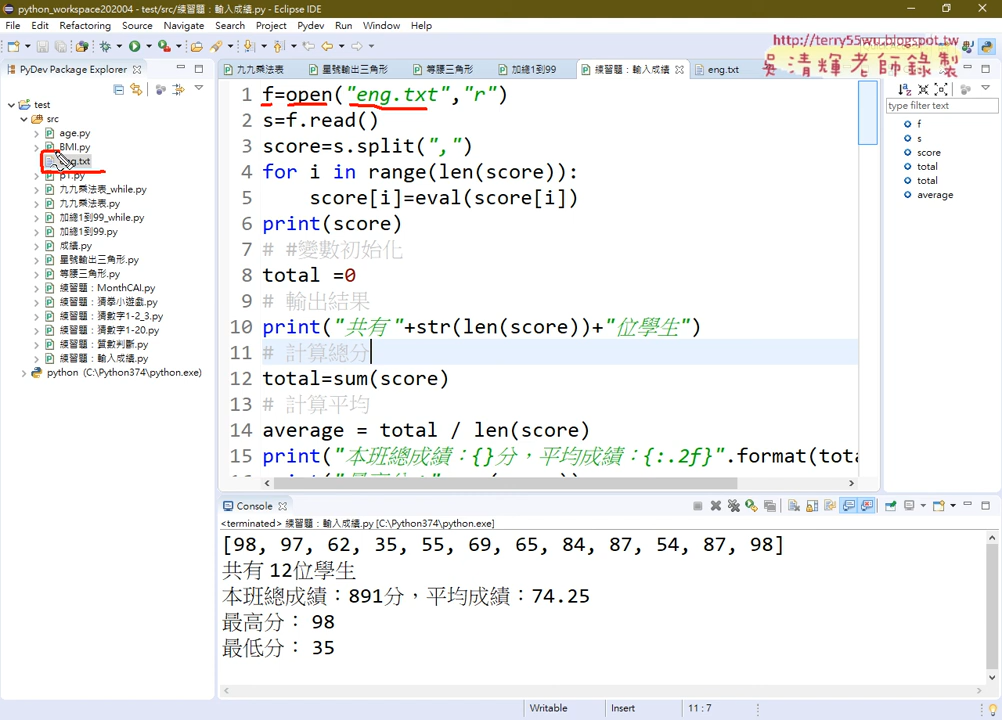 python_workspace202004 - test/src/練習題：輸入成績.py - Eclipse IDE
File Edit Refactoring Source Navigate Search Project Pydev Run Window Help
http://terry55wu.blogspot.tw
吳清輝老師錄製
PyDev Package Explorer
九九乘法表
星號輸出三角形
等腰三角形
加總1到99
練習題：輸入成績
eng.txt
test
src
age.py
BMI.py
eng.txt
p1.py
九九乘法表_while.py
九九乘法表.py
加總1到99_while.py
加總1到99.py
成績.py
星號輸出三角形.py
等腰三角形.py
練習題：MonthCAl.py
練習題：猜拳小遊戲.py
練習題：猜數字1-2_3.py
練習題：猜數字1-20.py
練習題：質數判斷.py
練習題：輸入成績.py
python (C:\Python374\python.exe)
1 f=open("eng.txt","r")
2 s=f.read()
3 score=s.split(",")
4 for i in range(len(score)):
5 score[i]=eval(score[i])
6 print(score)
7 # #變數初始化
8 total =0
9 # 輸出結果
10 print("共有 "+str(len(score))+"位學生")
11 # 計算總分
12 total=sum(score)
13 # 計算平均
14 average = total / len(score)
15 print("本班總成績：{}分，平均成績：{:.2f}".format(tota
type filter text
f
s
score
total
total
average
Console
<terminated> 練習題：輸入成績.py [C:\Python374\python.exe]
[98, 97, 62, 35, 55, 69, 65, 84, 87, 54, 87, 98]
共有 12位學生
本班總成績：891分，平均成績：74.25
最高分： 98
最低分： 35
Writable Insert 11 : 7